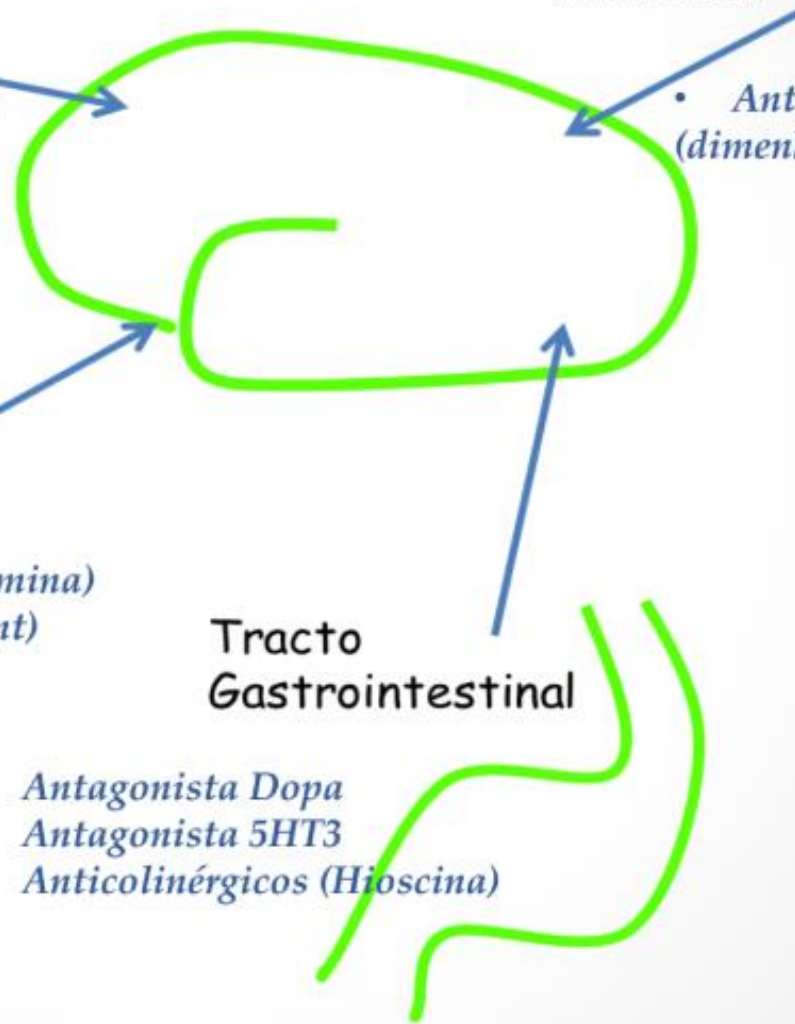 • Ant
(dimen
mina)
nt)
Tracto
Gastrointestinal
Antagonista Dopa
Antagonista 5HT3
Anticolinérgicos (Hioscina)